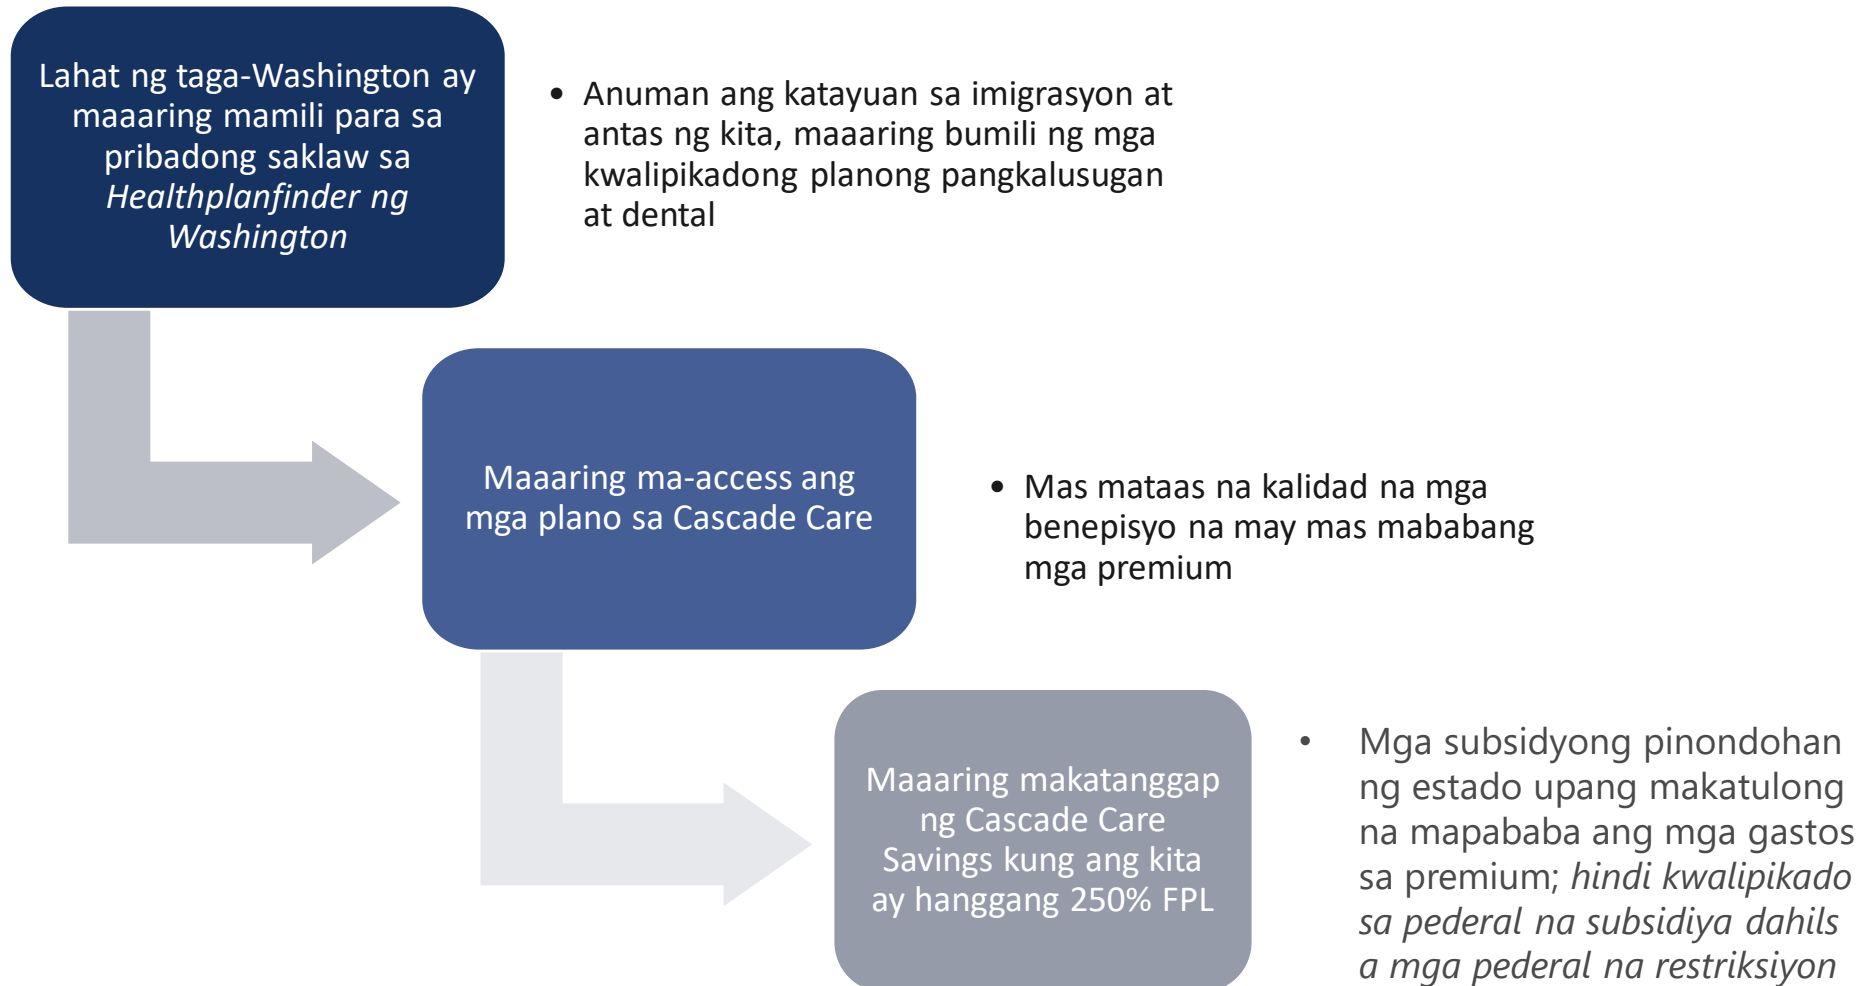 Lahat ng taga-Washington ay
maaaring mamili para sa
pribadong saklaw sa
Healthplanfinder ng
Washington
• Anuman ang katayuan sa imigrasyon at
antas ng kita, maaaring bumili ng mga
kwalipikadong planong pangkalusugan
at dental
Maaaring ma-access ang
mga plano sa Cascade Care
• Mas mataas na kalidad na mga
benepisyo na may mas mababang
mga premium
Maaaring makatanggap
ng Cascade Care
Savings kung ang kita
ay hanggang 250% FPL
• Mga subsidyong pinondohan
ng estado upang makatulong
na mapababa ang mga gastos
sa premium; hindi kwalipikado
sa pederal na subsidiya dahils
a mga pederal na restriksiyon